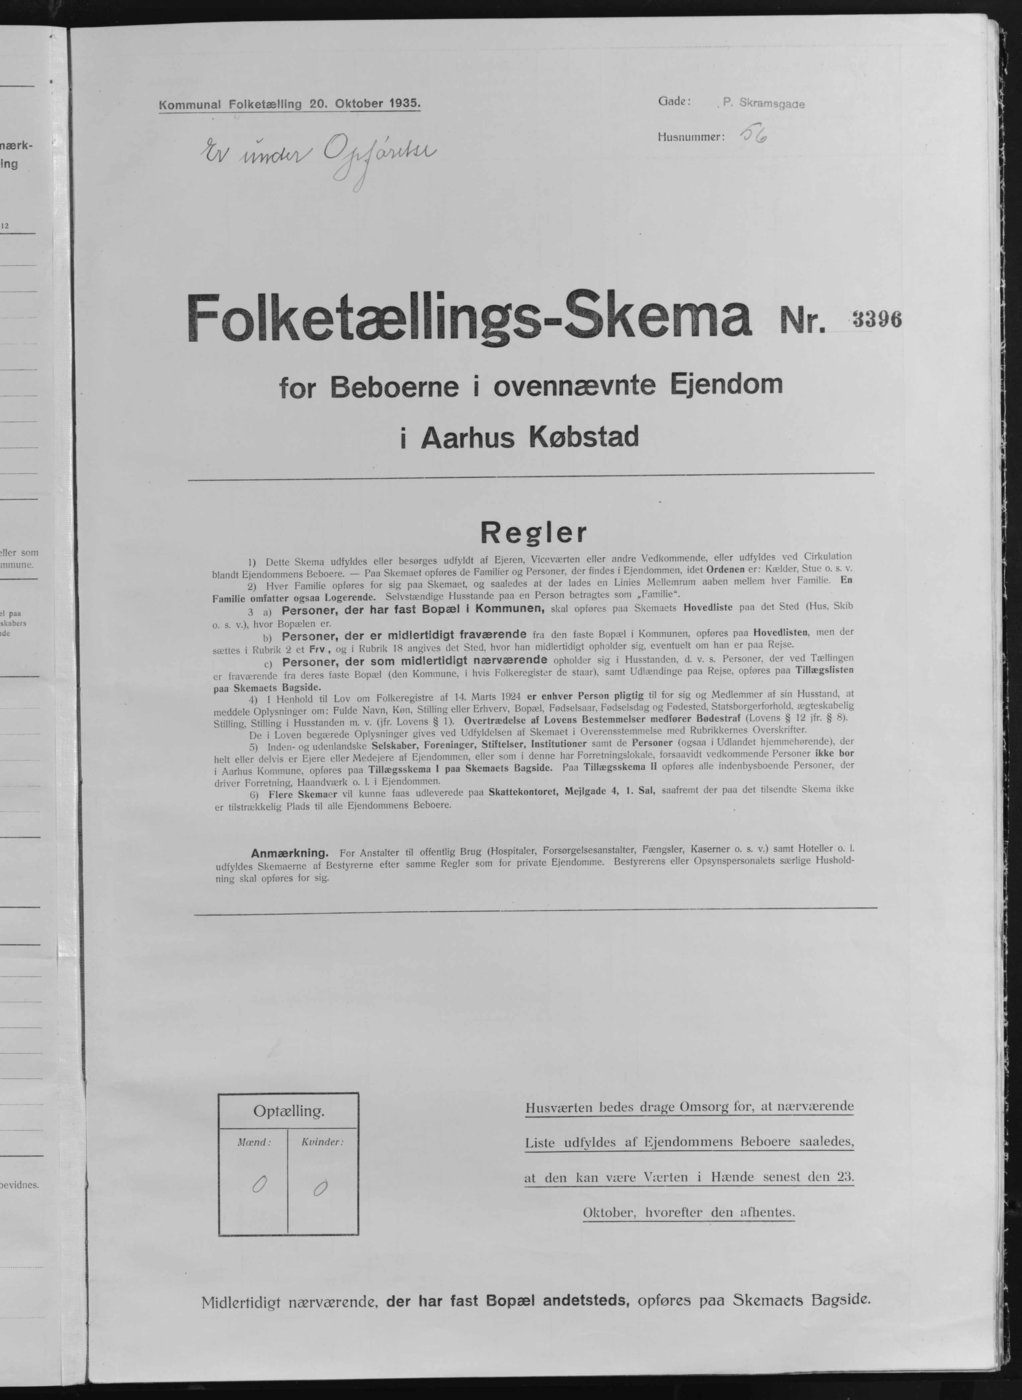 nærk-
ing
12
eller som
mmune.
el paa
skabers
de
bevidnes.
Kommunal Folketælling 20. Oktober 1935.
Gade: P. Skramsgade
Husnummer: 56
Er under Opførelse
Folketællings-Skema Nr. 3396
for Beboerne i ovennævnte Ejendom
i Aarhus Købstad
Regler
1) Dette Skema udfyldes eller besørges udfyldt af Ejeren, Viceværten eller andre Vedkommende, eller udfyldes ved Cirkulation
blandt Ejendommens Beboere. — Paa Skemaet opføres de Familier og Personer, der findes i Ejendommen, idet Ordenen er: Kælder, Stue o. s. v.
2) Hver Familie opføres for sig paa Skemaet, og saaledes at der lades en Linies Mellemrum aaben mellem hver Familie. En
Familie omfatter ogsaa Logerende. Selvstændige Husstande paa en Person betragtes som „Familie“.
3 a) Personer, der har fast Bopæl i Kommunen, skal opføres paa Skemaets Hovedliste paa det Sted (Hus, Skib
o. s. v.), hvor Bopælen er.
b) Personer, der er midlertidigt fraværende fra den faste Bopæl i Kommunen, opføres paa Hovedlisten, men der
sættes i Rubrik 2 et Frv., og i Rubrik 18 angives det Sted, hvor han midlertidigt opholder sig, eventuelt om han er paa Rejse.
c) Personer, der som midlertidigt nærværende opholder sig i Husstanden, d. v. s. Personer, der ved Tællingen
er fraværende fra deres faste Bopæl (den Kommune, i hvis Folkeregister de staar), samt Udlændinge paa Rejse, opføres paa Tillægslisten
paa Skemaets Bagside.
4) I Henhold til Lov om Folkeregistre af 14. Marts 1924 er enhver Person pligtig til for sig og Medlemmer af sin Husstand, at
meddele Oplysninger om: Fulde Navn, Køn, Stilling eller Erhverv, Bopæl, Fødselsaar, Fødselsdag og Fødested, Statsborgerforhold, ægteskabelig
Stilling, Stilling i Husstanden m. v. (jfr. Lovens § 1). Overtrædelse af Lovens Bestemmelser medfører Bødestraf (Lovens § 12 jfr. § 8).
De i Loven begærede Oplysninger gives ved Udfyldelsen af Skemaet i Overensstemmelse med Rubrikkernes Overskrifter.
5) Inden- og udenlandske Selskaber, Foreninger, Stiftelser, Institutioner samt de Personer (ogsaa i Udlandet hjemmehørende), der
helt eller delvis er Ejere eller Medejere af Ejendommen, eller som i denne har Forretningslokale, forsaavidt vedkommende Personer ikke bor
i Aarhus Kommune, opføres paa Tillægsskema I paa Skemaets Bagside. Paa Tillægsskema II opføres alle indenbysboende Personer, der
driver Forretning, Haandværk o. l. i Ejendommen.
6) Flere Skemaer vil kunne faas udleverede paa Skattekontoret, Mejlgade 4, 1. Sal, saafremt der paa det tilsendte Skema ikke
er tilstrækkelig Plads til alle Ejendommens Beboere.
Anmærkning. For Anstalter til offentlig Brug (Hospitaler, Forsørgelsesanstalter, Fængsler, Kaserner o. s. v.) samt Hoteller o. l.
udfyldes Skemaerne af Bestyrerne efter samme Regler som for private Ejendomme. Bestyrerens eller Opsynspersonalets særlige Hushold-
ning skal opføres for sig.
Optælling.
Mænd: Kvinder:
0 0
Husværten bedes drage Omsorg for, at nærværende
Liste udfyldes af Ejendommens Beboere saaledes,
at den kan være Værten i Hænde senest den 23.
Oktober, hvorefter den afhentes.
Midlertidigt nærværende, der har fast Bopæl andetsteds, opføres paa Skemaets Bagside.